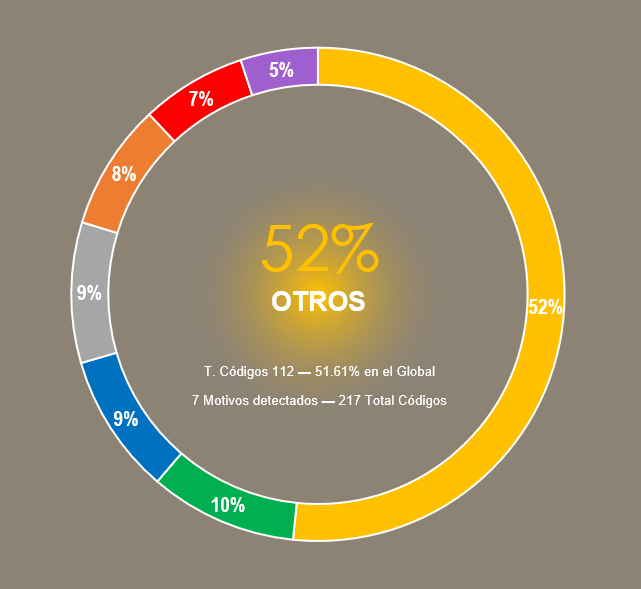 5%
7%
8%
52%
OTROS
9%
52%
T. Códigos 112 — 51.61% en el Global
7 Motivos detectados — 217 Total Códigos
9%
10%